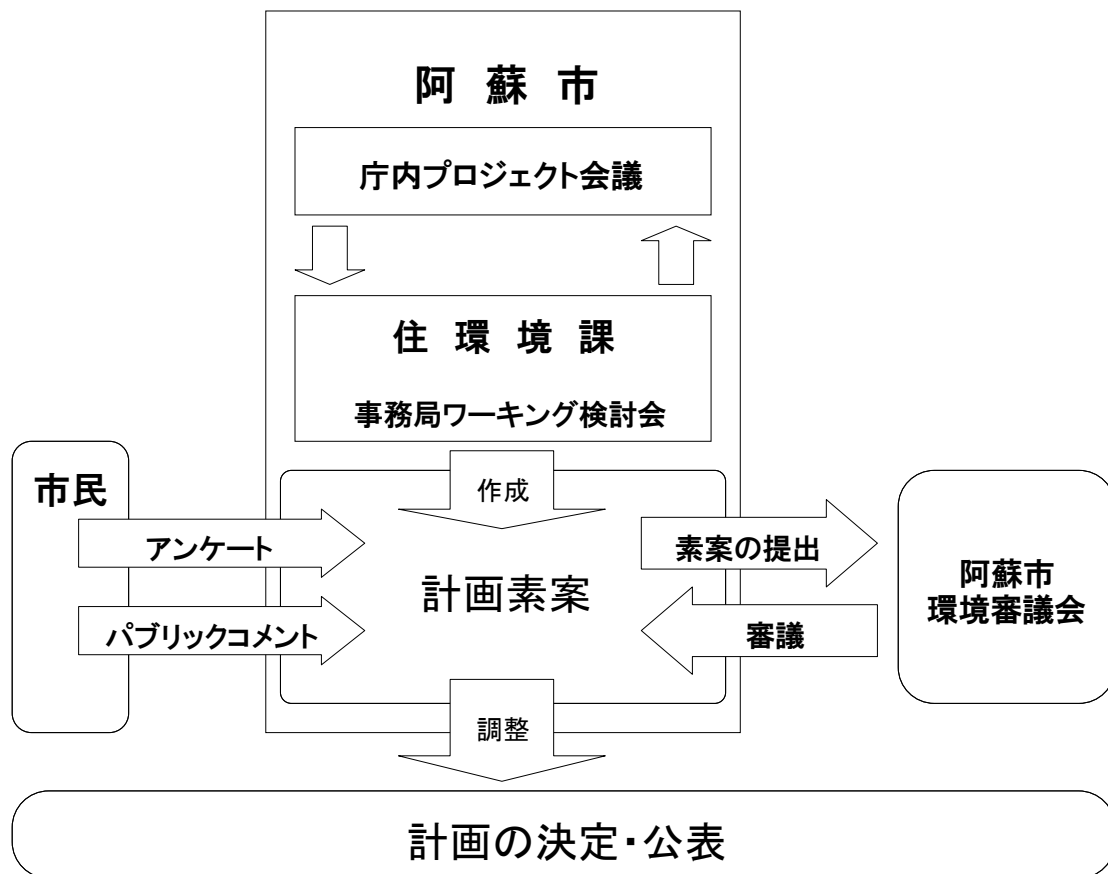 阿 蘇 市
庁内プロジェクト会議
住 環 境 課
事務局ワーキング検討会
市民
作成
アンケート
素案の提出
計画素案
阿蘇市
環境審議会
パブリックコメント
審議
調整
計画の決定・公表